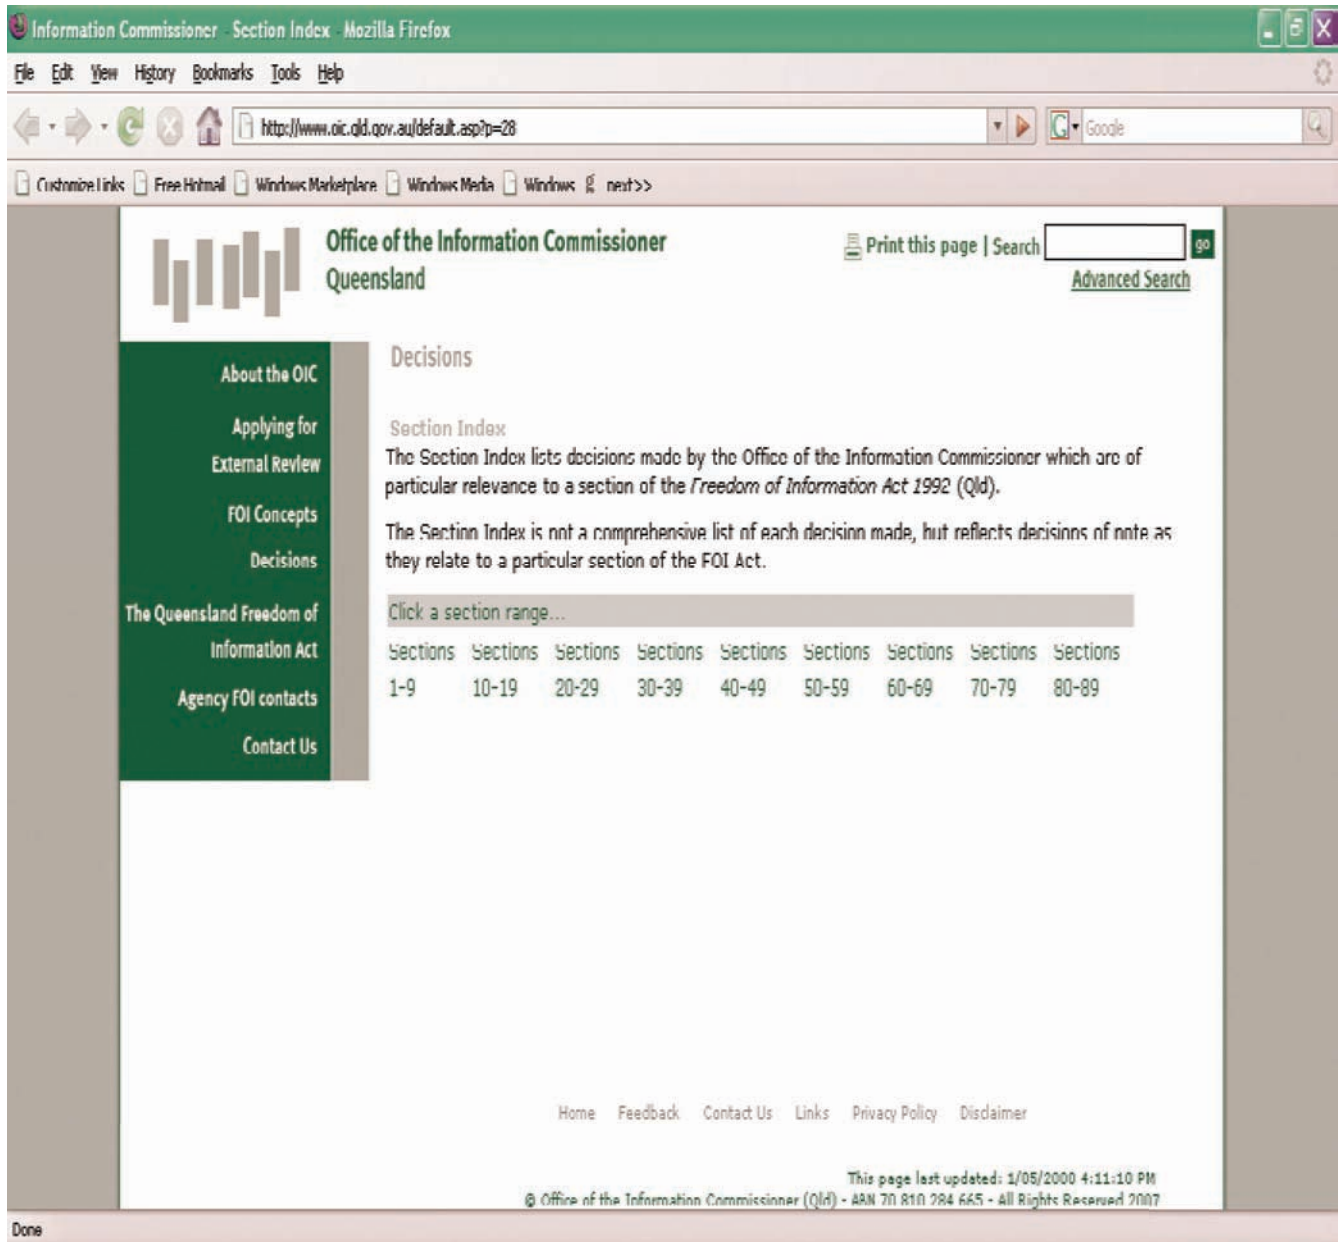 Information Commissioner - Section Index - Mozilla Firefox
File Edit View History Bookmarks Tools Help
http://www.oic.qld.gov.au/default.asp?p=28
Google
Customize Links Free Hotmail Windows Marketplace Windows Media Windows g next>>
Office of the Information Commissioner
Queensland
Print this page | Search go
Advanced Search
About the OIC
Applying for
External Review
FOI Concepts
Decisions
The Queensland Freedom of
Information Act
Agency FOI contacts
Contact Us
Decisions
Section Index
The Section Index lists decisions made by the Office of the Information Commissioner which are of
particular relevance to a section of the Freedom of Information Act 1992 (Qld).
The Section Index is not a comprehensive list of each decision made, but reflects decisions of note as
they relate to a particular section of the FOI Act.
Click a section range...
Sections Sections Sections Sections Sections Sections Sections Sections Sections
1-9 10-19 20-29 30-39 40-49 50-59 60-69 70-79 80-89
Home Feedback Contact Us Links Privacy Policy Disclaimer
This page last updated: 1/05/2000 4:11:10 PM
© Office of the Information Commissioner (Qld) - ABN 70 810 284 665 - All Rights Reserved 2007
Done